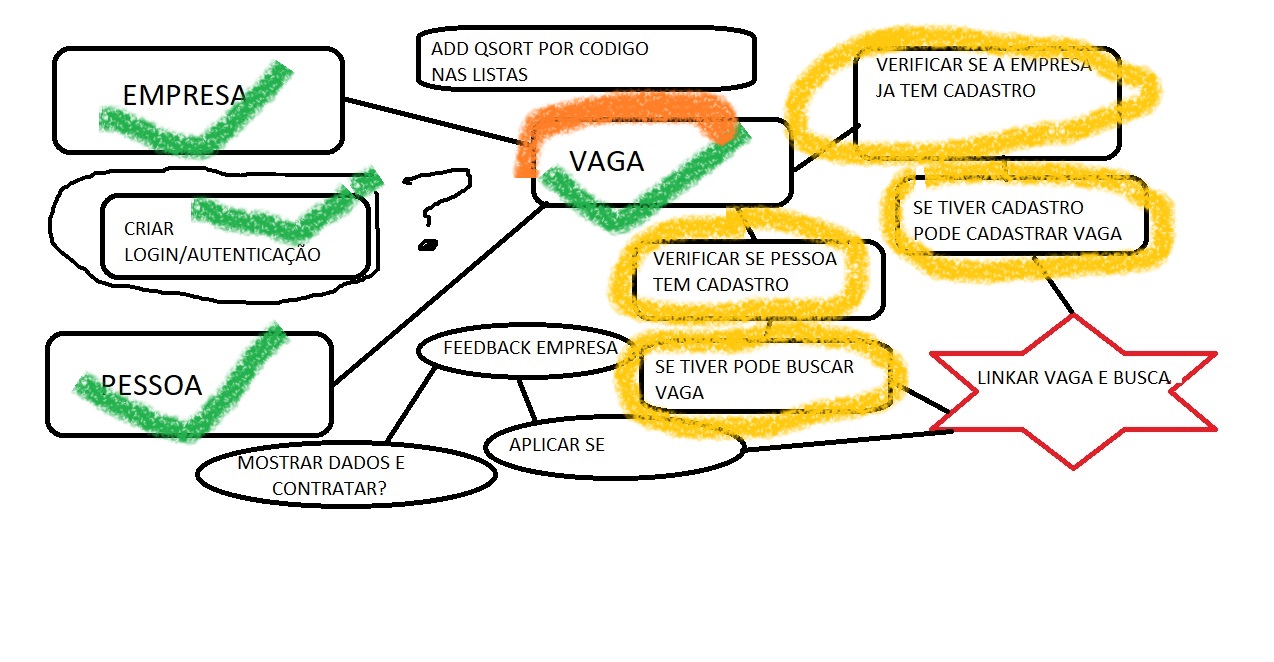 ADD QSORT POR CODIGO
NAS LISTAS
EMPRESA
VERIFICAR SE A EMPRESA
JA TEM CADASTRO
VAGA
CRIAR
LOGIN/AUTENTICAÇÃO
?
SE TIVER CADASTRO
PODE CADASTRAR VAGA
VERIFICAR SE PESSOA
TEM CADASTRO
PESSOA
FEEDBACK EMPRESA
SE TIVER PODE BUSCAR
VAGA
LINKAR VAGA E BUSCA
APLICAR SE
MOSTRAR DADOS E
CONTRATAR?